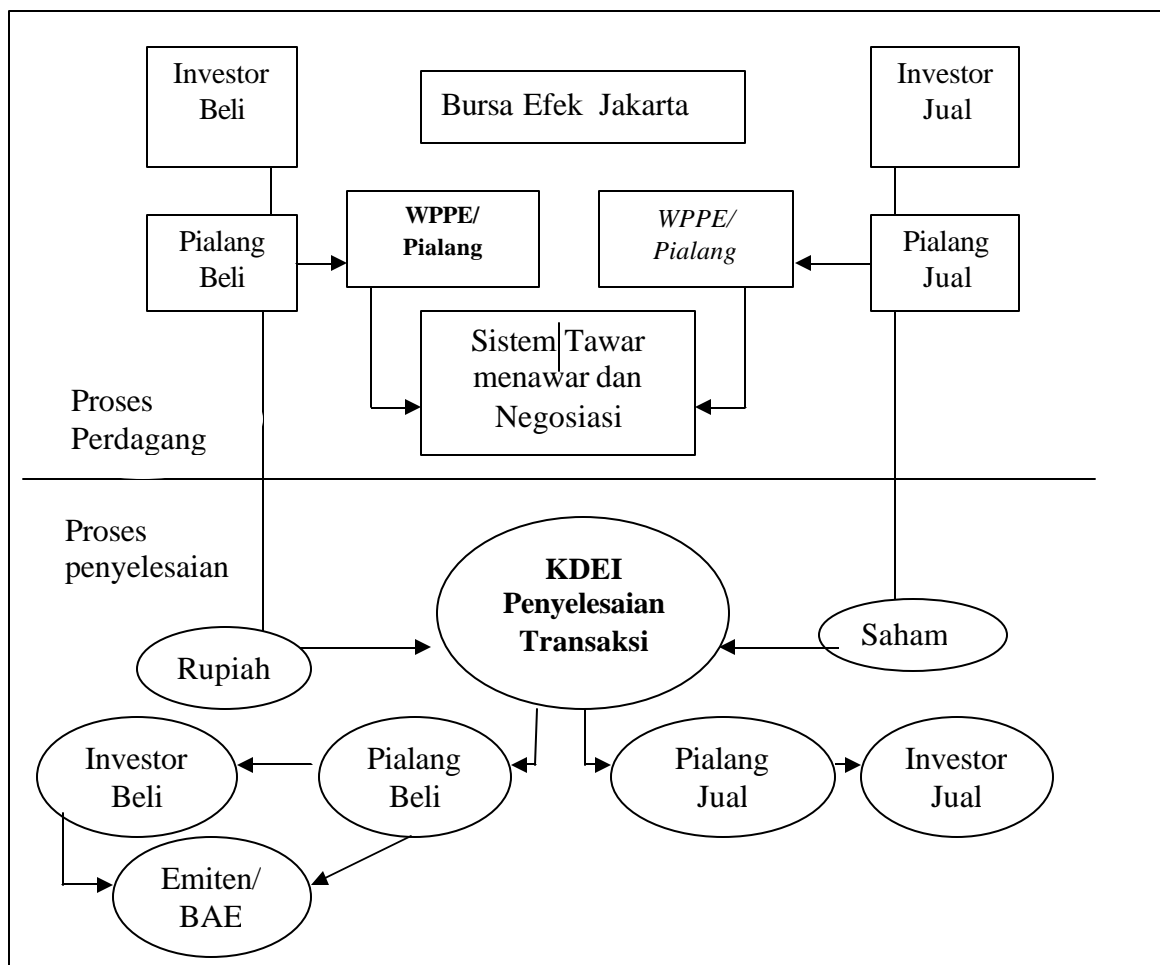 Investor
Beli
Bursa Efek Jakarta
Investor
Jual
Pialang
Beli
WPPE/
Pialang
WPPE/
Pialang
Pialang
Jual
Sistem Tawar
menawar dan
Negosiasi
Proses
Perdagang
Proses
penyelesaian
KDEI
Penyelesaian
Transaksi
Rupiah
Saham
Investor
Beli
Pialang
Beli
Pialang
Jual
Investor
Jual
Emiten/
BAE